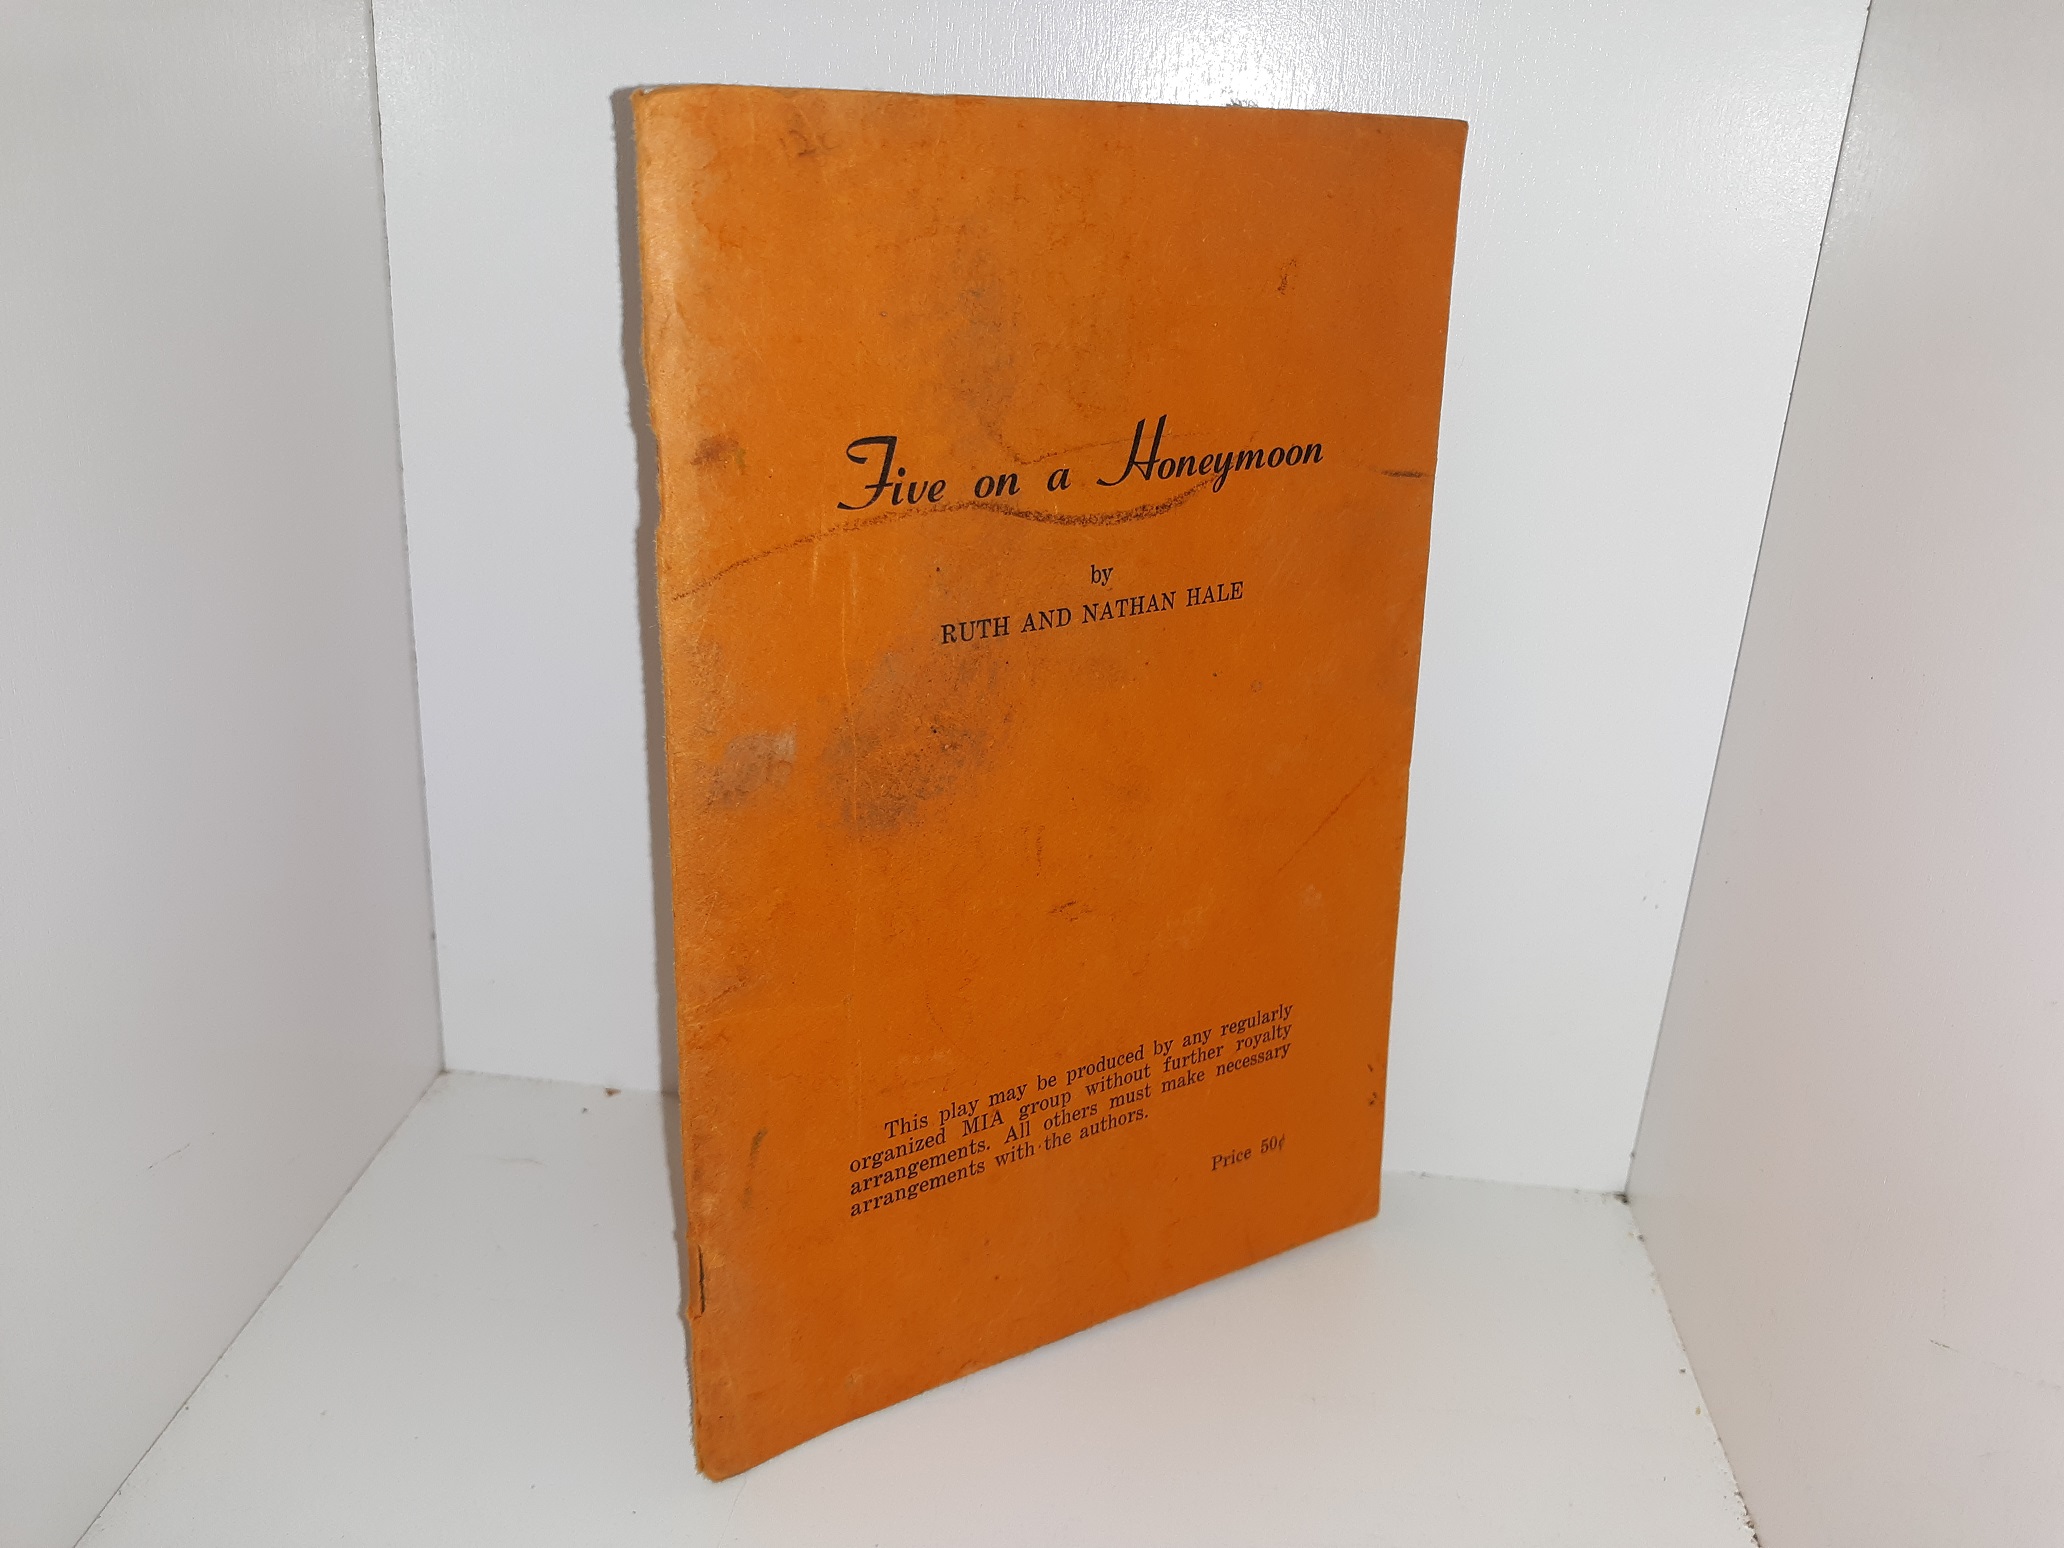 Five on a Honeymoon
by
RUTH AND NATHAN HALE
This play may be produced by any regularly
organized MIA group without further royalty
arrangements. All others must make necessary
arrangements with the authors.
Price 50¢